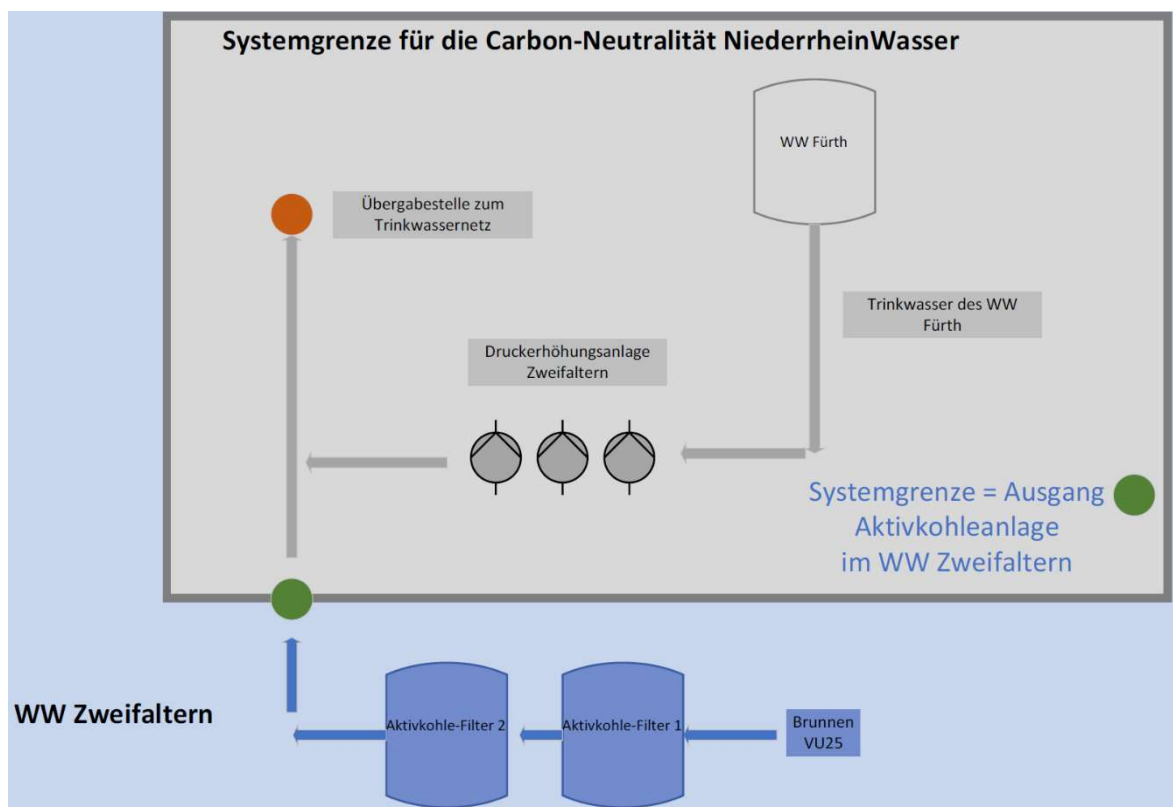 Systemgrenze für die Carbon-Neutralität NiederrheinWasser
WW Fürth
Übergabestelle zum
Trinkwassernetz
Trinkwasser des WW
Fürth
Druckerhöhungsanlage
Zweifaltern
Systemgrenze = Ausgang
Aktivkohleanlage
im WW Zweifaltern
WW Zweifaltern
Aktivkohle-Filter 2
Aktivkohle-Filter 1
Brunnen
VU25